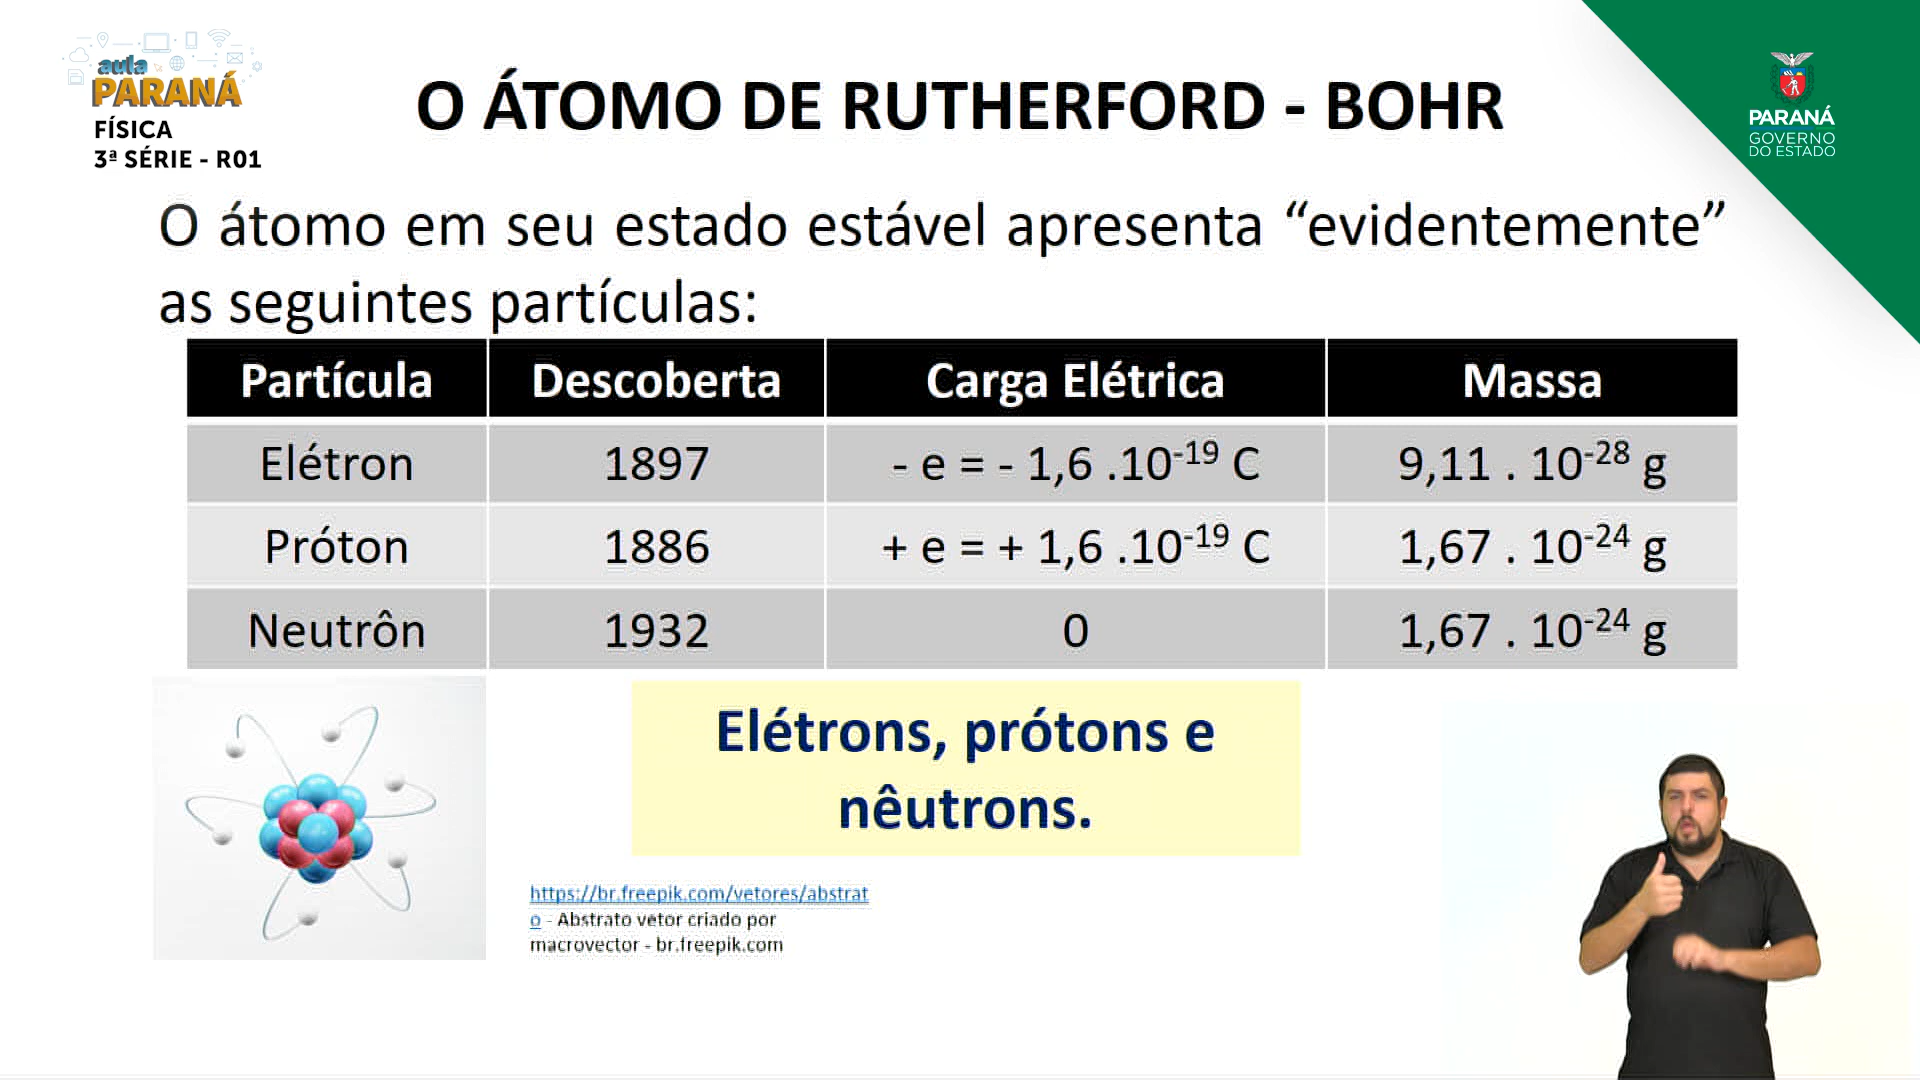 aula
PARANÁ
FÍSICA
3ª SÉRIE - R01
O ÁTOMO DE RUTHERFORD - BOHR
PARANÁ
GOVERNO
DO ESTADO
O átomo em seu estado estável apresenta “evidentemente”
as seguintes partículas:
Partícula Descoberta Carga Elétrica Massa
Elétron 1897 - e = - 1,6 .10⁻¹⁹ C 9,11 . 10⁻²⁸ g
Próton 1886 + e = + 1,6 .10⁻¹⁹ C 1,67 . 10⁻²⁴ g
Neutrôn 1932 0 1,67 . 10⁻²⁴ g
Elétrons, prótons e
nêutrons.
https://br.freepik.com/vetores/abstrat
o - Abstrato vetor criado por
macrovector - br.freepik.com